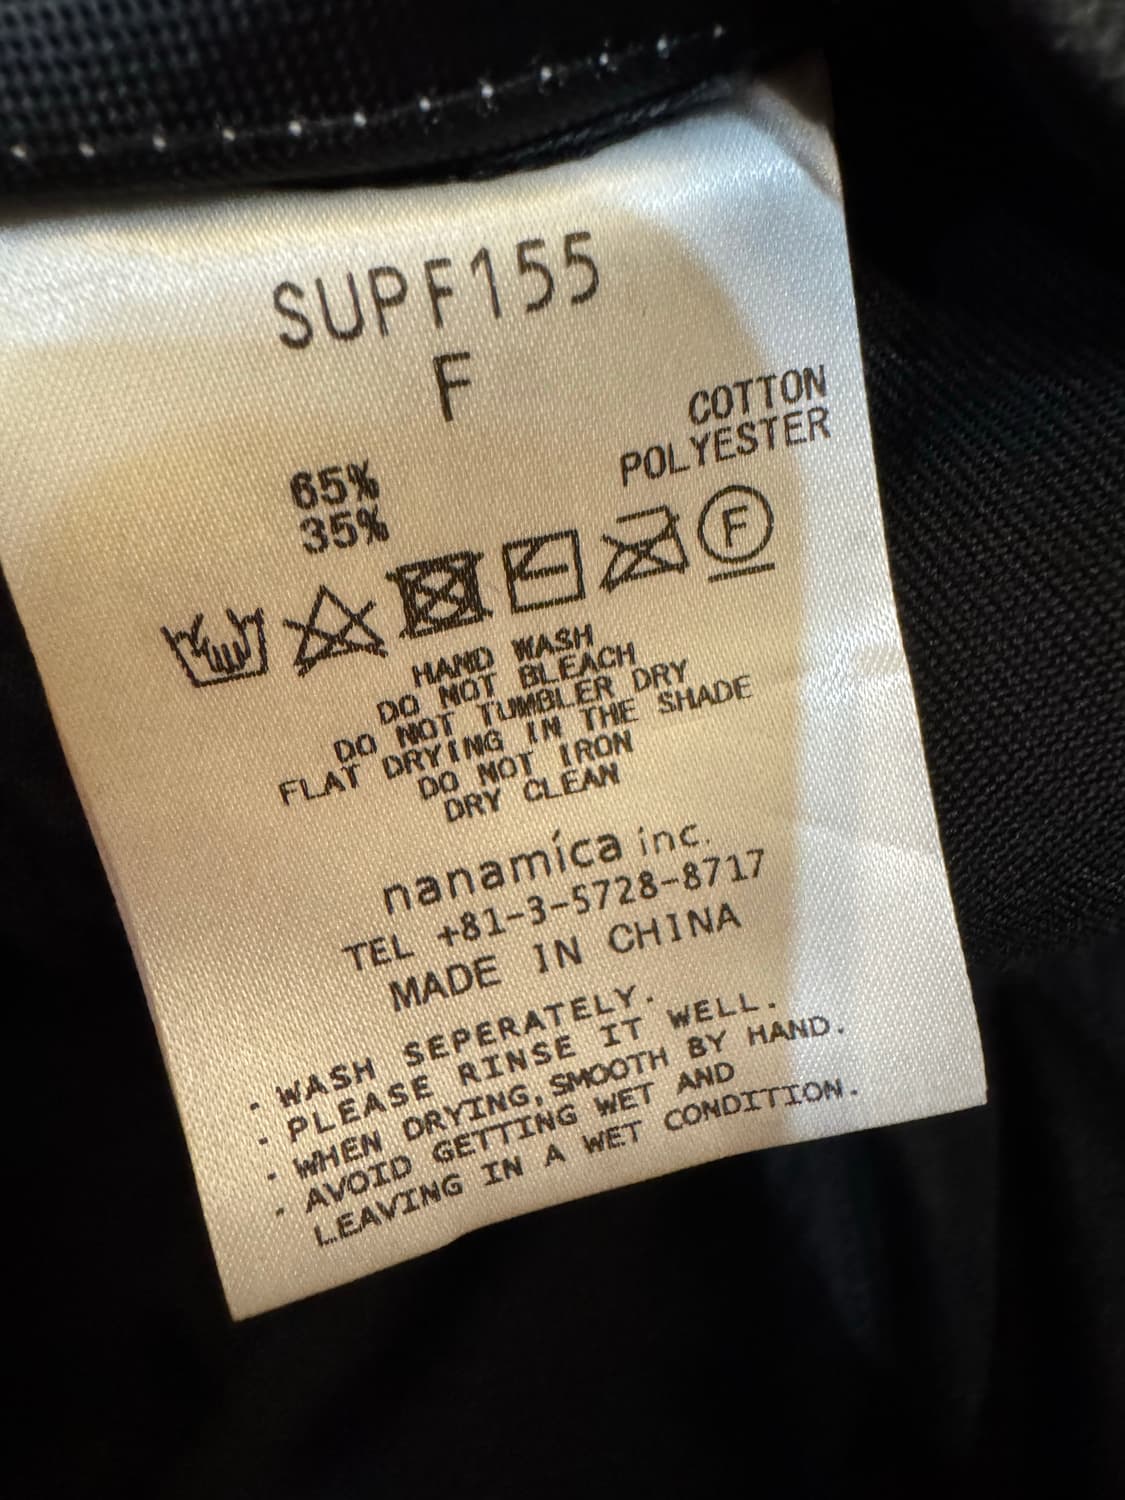 SUPF155
F
65% COTTON
35% POLYESTER
F
HAND WASH
DO NOT BLEACH
DO NOT TUMBLER DRY
FLAT DRYING IN THE SHADE
DO NOT IRON
DRY CLEAN
nanamíca inc.
TEL +81-3-5728-8717
MADE IN CHINA
· WASH SEPERATELY.
· PLEASE RINSE IT WELL.
· WHEN DRYING, SMOOTH BY HAND.
· AVOID GETTING WET AND
LEAVING IN A WET CONDITION.